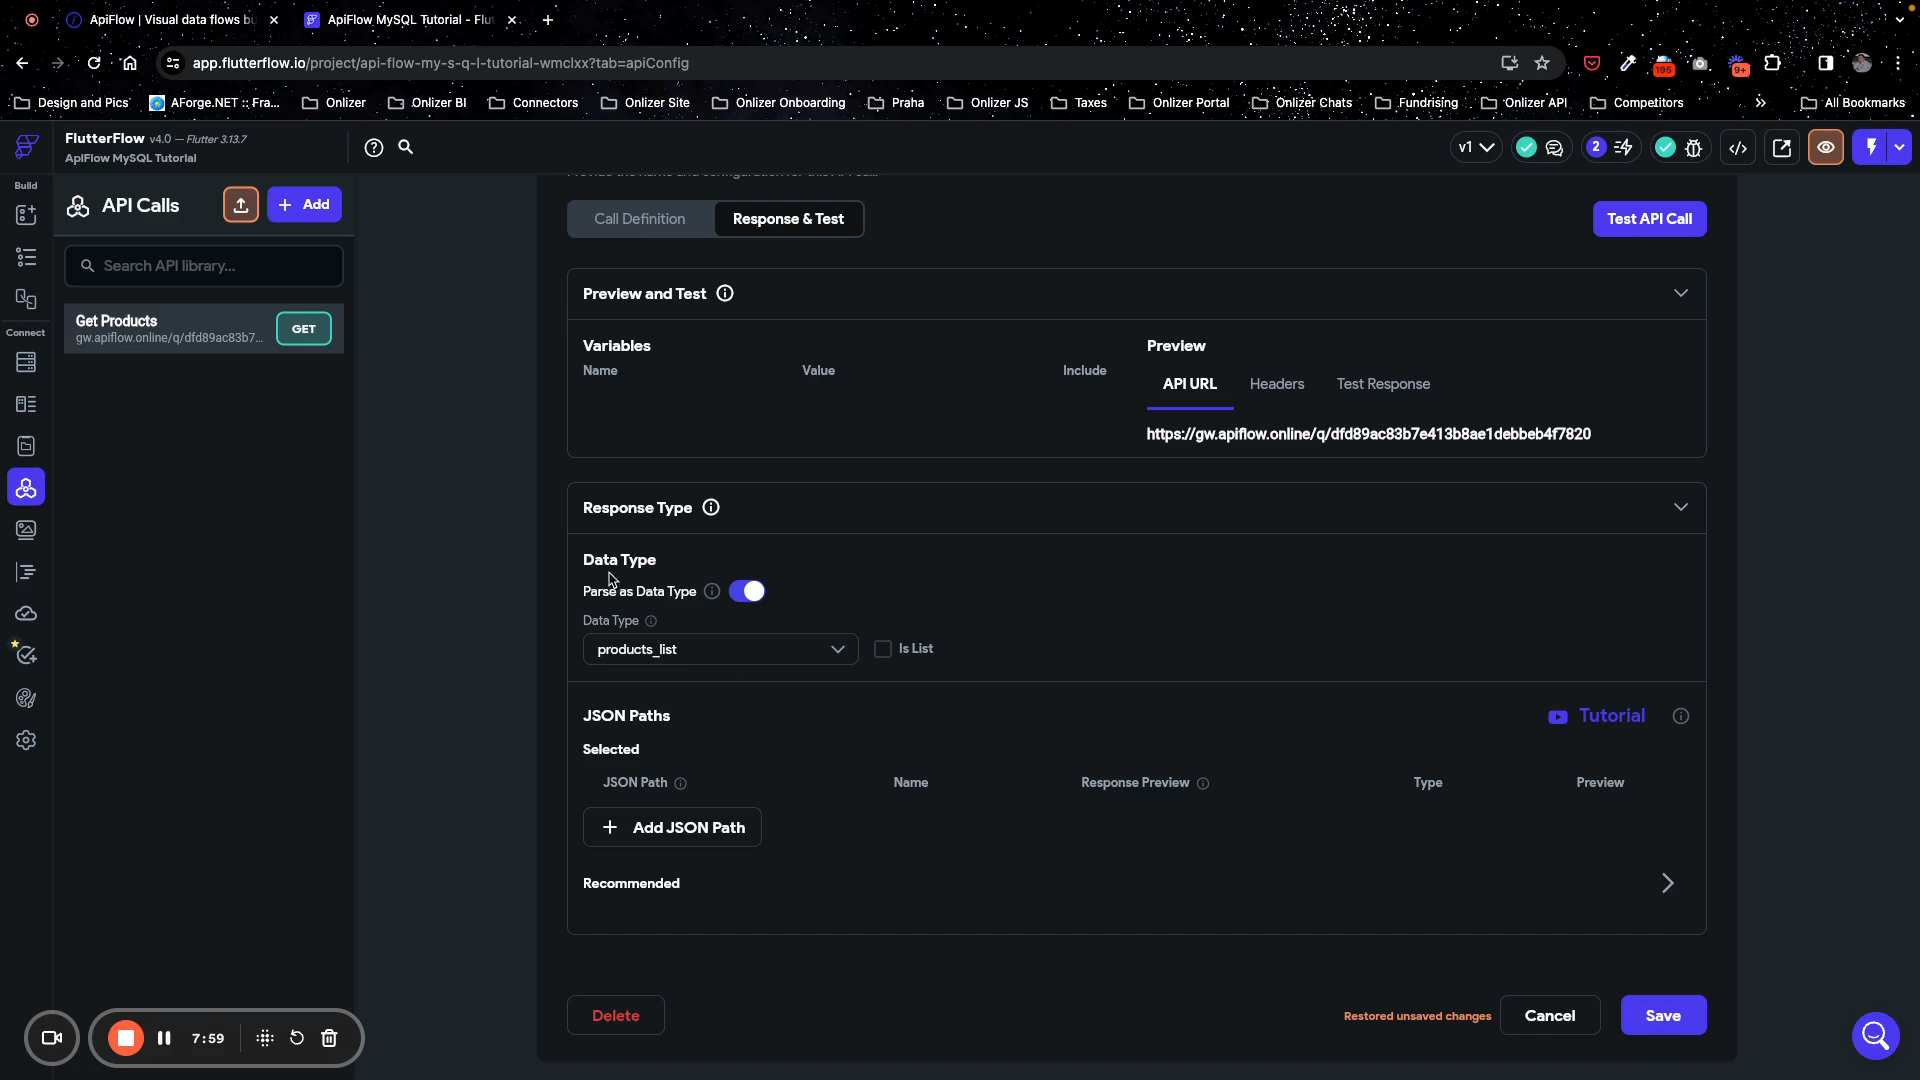 ApiFlow | Visual data flows bu
ApiFlow MySQL Tutorial - Flut
app.flutterflow.io/project/api-flow-my-s-q-l-tutorial-wmclxx?tab=apiConfig
195
9+
Design and Pics
AForge.NET :: Fra...
Onlizer
Onlizer BI
Connectors
Onlizer Site
Onlizer Onboarding
Praha
Onlizer JS
Taxes
Onlizer Portal
Onlizer Chats
Fundrising
Onlizer API
Competitors
All Bookmarks
FlutterFlow v4.0 — Flutter 3.13.7
ApiFlow MySQL Tutorial
v1
2
Build
Connect
API Calls
+ Add
Search API library...
Get Products
gw.apiflow.online/q/dfd89ac83b7...
GET
Call Definition
Response & Test
Test API Call
Preview and Test
Variables
Name Value Include
Preview
API URL Headers Test Response
https://gw.apiflow.online/q/dfd89ac83b7e413b8ae1debbeb4f7820
Response Type
Data Type
Parse as Data Type
Data Type
products_list
Is List
JSON Paths
Tutorial
Selected
JSON Path Name Response Preview Type Preview
+ Add JSON Path
Recommended
Delete
Restored unsaved changes
Cancel
Save
7:59